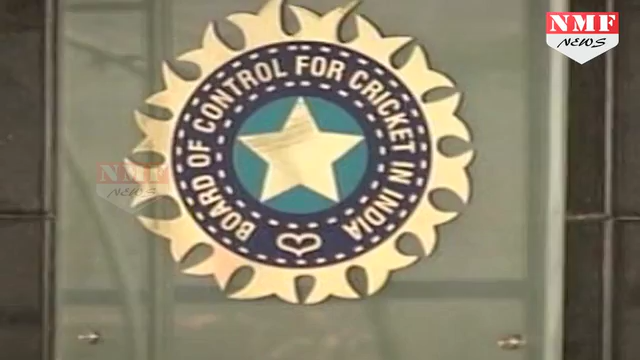 NMF
NEWS
BOARD OF CONTROL FOR CRICKET IN INDIA
NMF
NEWS